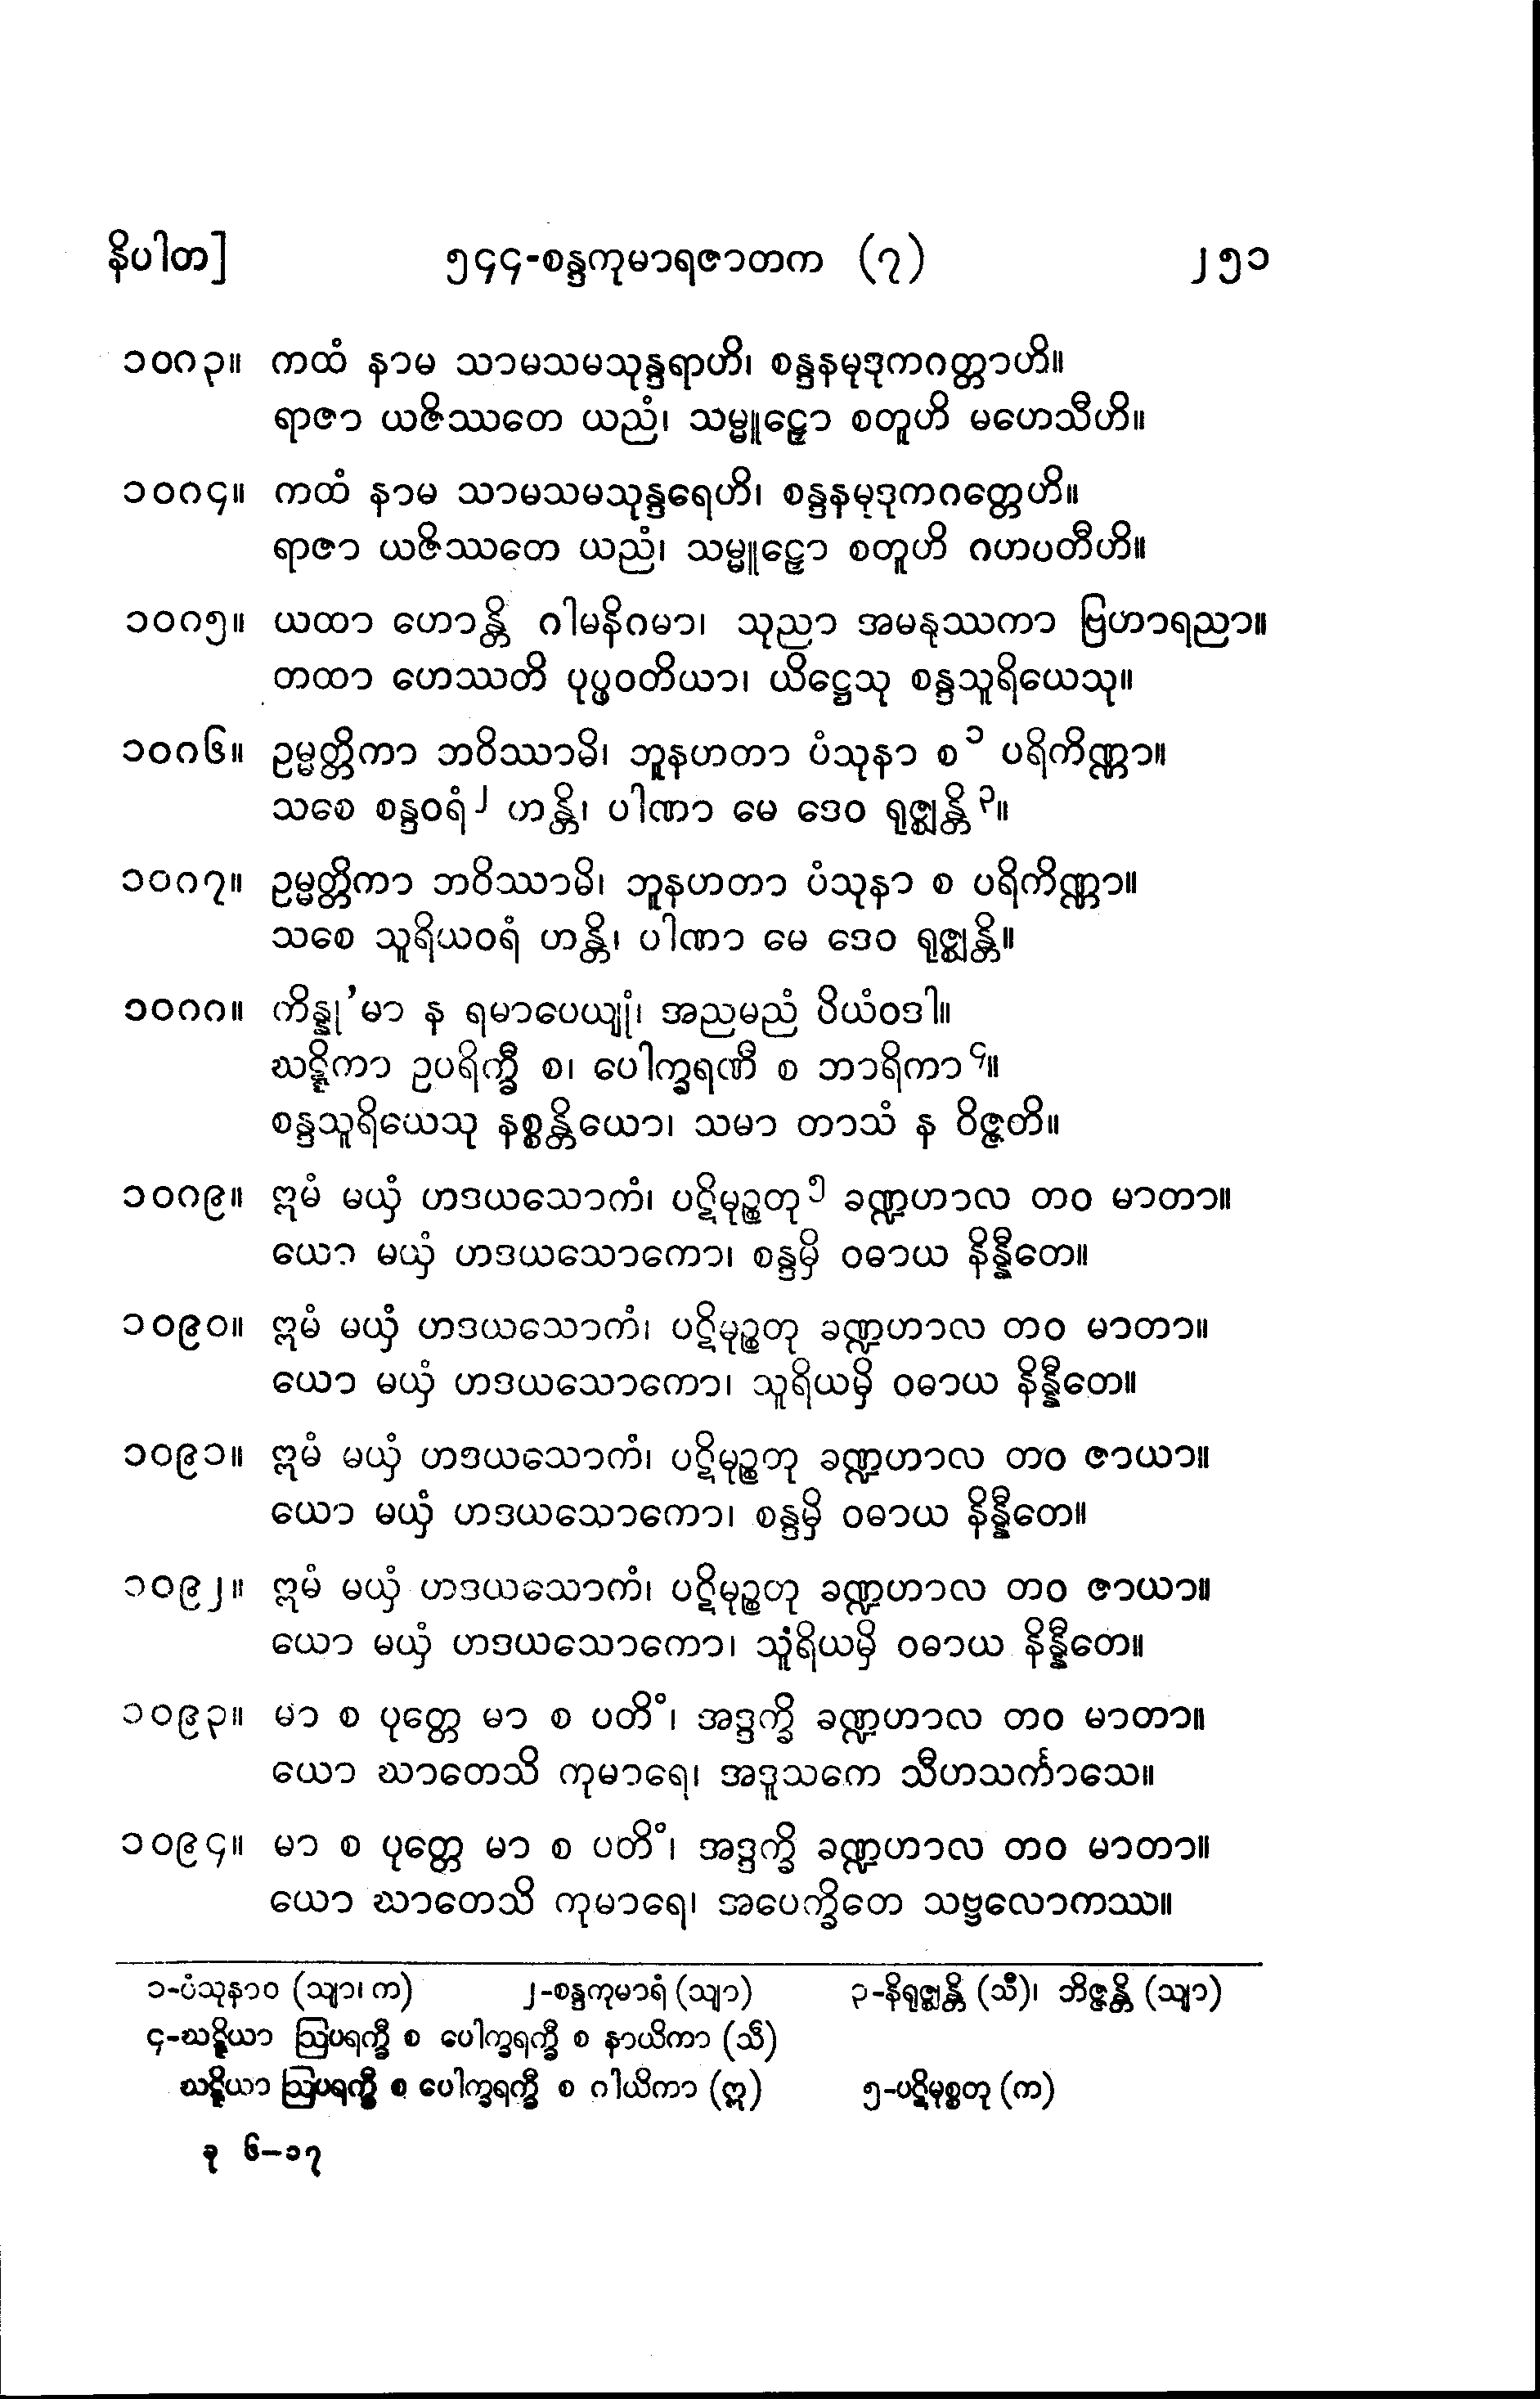 နိပါတ] ၅၄၄-စန္ဒကုမာရဇာတက (၇) ၂၅၁
၁၀၈၃။ ကထံ နာမ သာမသမသုန္ဒရာဟိ၊ စန္ဒနမုဒုကဂတ္တာဟိ။
ရာဇာ ယဇိဿတေ ယညံ၊ သမ္မူဠှော စတူဟိ မဟေသီဟိ။
၁၀၈၄။ ကထံ နာမ သာမသမသုန္ဒရေဟိ၊ စန္ဒနမုဒုကဂတ္တေဟိ။
ရာဇာ ယဇိဿတေ ယညံ၊ သမ္မူဠှော စတူဟိ ဂဟပတီဟိ။
၁၀၈၅။ ယထာ ဟောန္တိ ဂါမနိဂမာ၊ သုညာ အမနုဿကာ ဗြဟာရညာ။
တထာ ဟေဿတိ ပုပ္ဖဝတိယာ၊ ယိဋ္ဌေသု စန္ဒသူရိယေသု။
၁၀၈၆။ ဥမ္မတ္တိကာ ဘဝိဿာမိ၊ ဘူနဟတာ ပံသုနာ စ ၁ ပရိကိဏ္ဏာ။
သစေ စန္ဒဝရံ ၂ ဟန္တိ၊ ပါဏာ မေ ဒေဝ ရုဇ္ဈန္တိ ၃။
၁၀၈၇။ ဥမ္မတ္တိကာ ဘဝိဿာမိ၊ ဘူနဟတာ ပံသုနာ စ ပရိကိဏ္ဏာ။
သစေ သူရိယဝရံ ဟန္တိ၊ ပါဏာ မေ ဒေဝ ရုဇ္ဈန္တိ။
၁၀၈၈။ ကိန္နု’မာ န ရမာပေယျုံ၊ အညမညံ ပိယံဝဒါ။
ဃဋ္ဋိကာ ဥပရိက္ခီ စ၊ ပေါက္ခရဏီ စ ဘာရိကာ ၄။
စန္ဒသူရိယေသု နစ္စန္တိယော၊ သမာ တာသံ န ဝိဇ္ဇတိ။
၁၀၈၉။ ဣမံ မယှံ ဟဒယသောကံ၊ ပဋိမုဉ္စတု ၅ ခဏ္ဍဟာလ တဝ မာတာ။
ယော မယှံ ဟဒယသောကော၊ စန္ဒမှိ ဝဓာယ နိန္နီတေ။
၁၀၉၀။ ဣမံ မယှံ ဟဒယသောကံ၊ ပဋိမုဉ္စတု ခဏ္ဍဟာလ တဝ မာတာ။
ယော မယှံ ဟဒယသောကော၊ သူရိယမှိ ဝဓာယ နိန္နီတေ။
၁၀၉၁။ ဣမံ မယှံ ဟဒယသောကံ၊ ပဋိမုဉ္စတု ခဏ္ဍဟာလ တဝ ဇာယာ။
ယော မယှံ ဟဒယသောကော၊ စန္ဒမှိ ဝဓာယ နိန္နီတေ။
၁၀၉၂။ ဣမံ မယှံ ဟဒယသောကံ၊ ပဋိမုဉ္စတု ခဏ္ဍဟာလ တဝ ဇာယာ။
ယော မယှံ ဟဒယသောကော၊ သူရိယမှိ ဝဓာယ နိန္နီတေ။
၁၀၉၃။ မာ စ ပုတ္တေ မာ စ ပတိံ၊ အဒ္ဒက္ခိ ခဏ္ဍဟာလ တဝ မာတာ။
ယော ဃာတေသိ ကုမာရေ၊ အဒူသကေ သီဟသင်္ကာသေ။
၁၀၉၄။ မာ စ ပုတ္တေ မာ စ ပတိံ၊ အဒ္ဒက္ခိ ခဏ္ဍဟာလ တဝ မာတာ။
ယော ဃာတေသိ ကုမာရေ၊ အပေက္ခိတေ သဗ္ဗလောကဿ။
၁-ပံသုနာဝ (သျာ၊ က) ၂-စန္ဒကုမာရံ (သျာ) ၃-နိရုဇ္ဈန္တိ (သီ)၊ ဘိဇ္ဇန္တိ (သျာ)
၄-ဃဋ္ဋိယာ ဩပရက္ခီ စ ပေါက္ခရက္ခီ စ နာယိကာ (သီ)
ဃဋ္ဋိယာ ဩပရက္ခီ စ ပေါက္ခရက္ခီ စ ဂါယိကာ (ဣ) ၅-ပဋိမုစ္စတု (က)
ခု ၆–၁၇